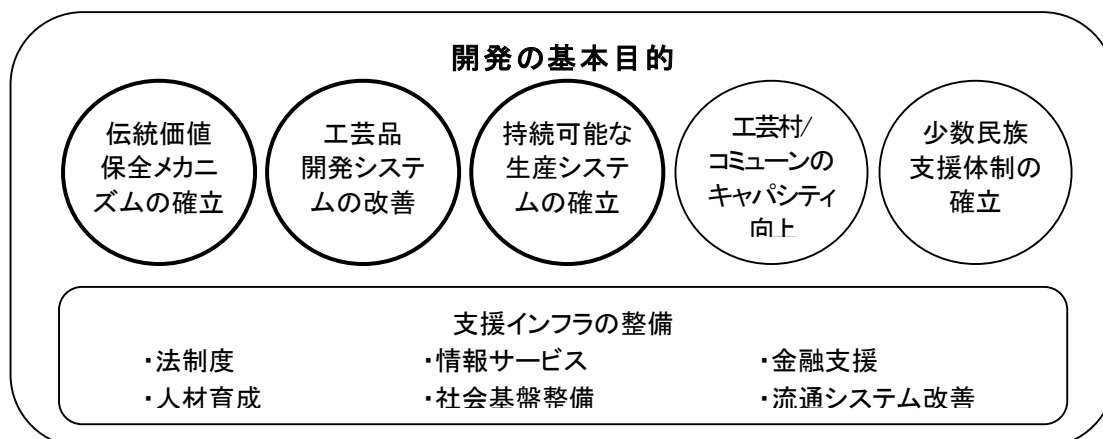 開発の基本目的
伝統価値
保全メカニ
ズムの確立
工芸品
開発システ
ムの改善
持続可能な
生産システ
ムの確立
工芸村/
コミューンの
キャパシティ
向上
少数民族
支援体制の
確立
支援インフラの整備
・法制度
・情報サービス
・金融支援
・人材育成
・社会基盤整備
・流通システム改善